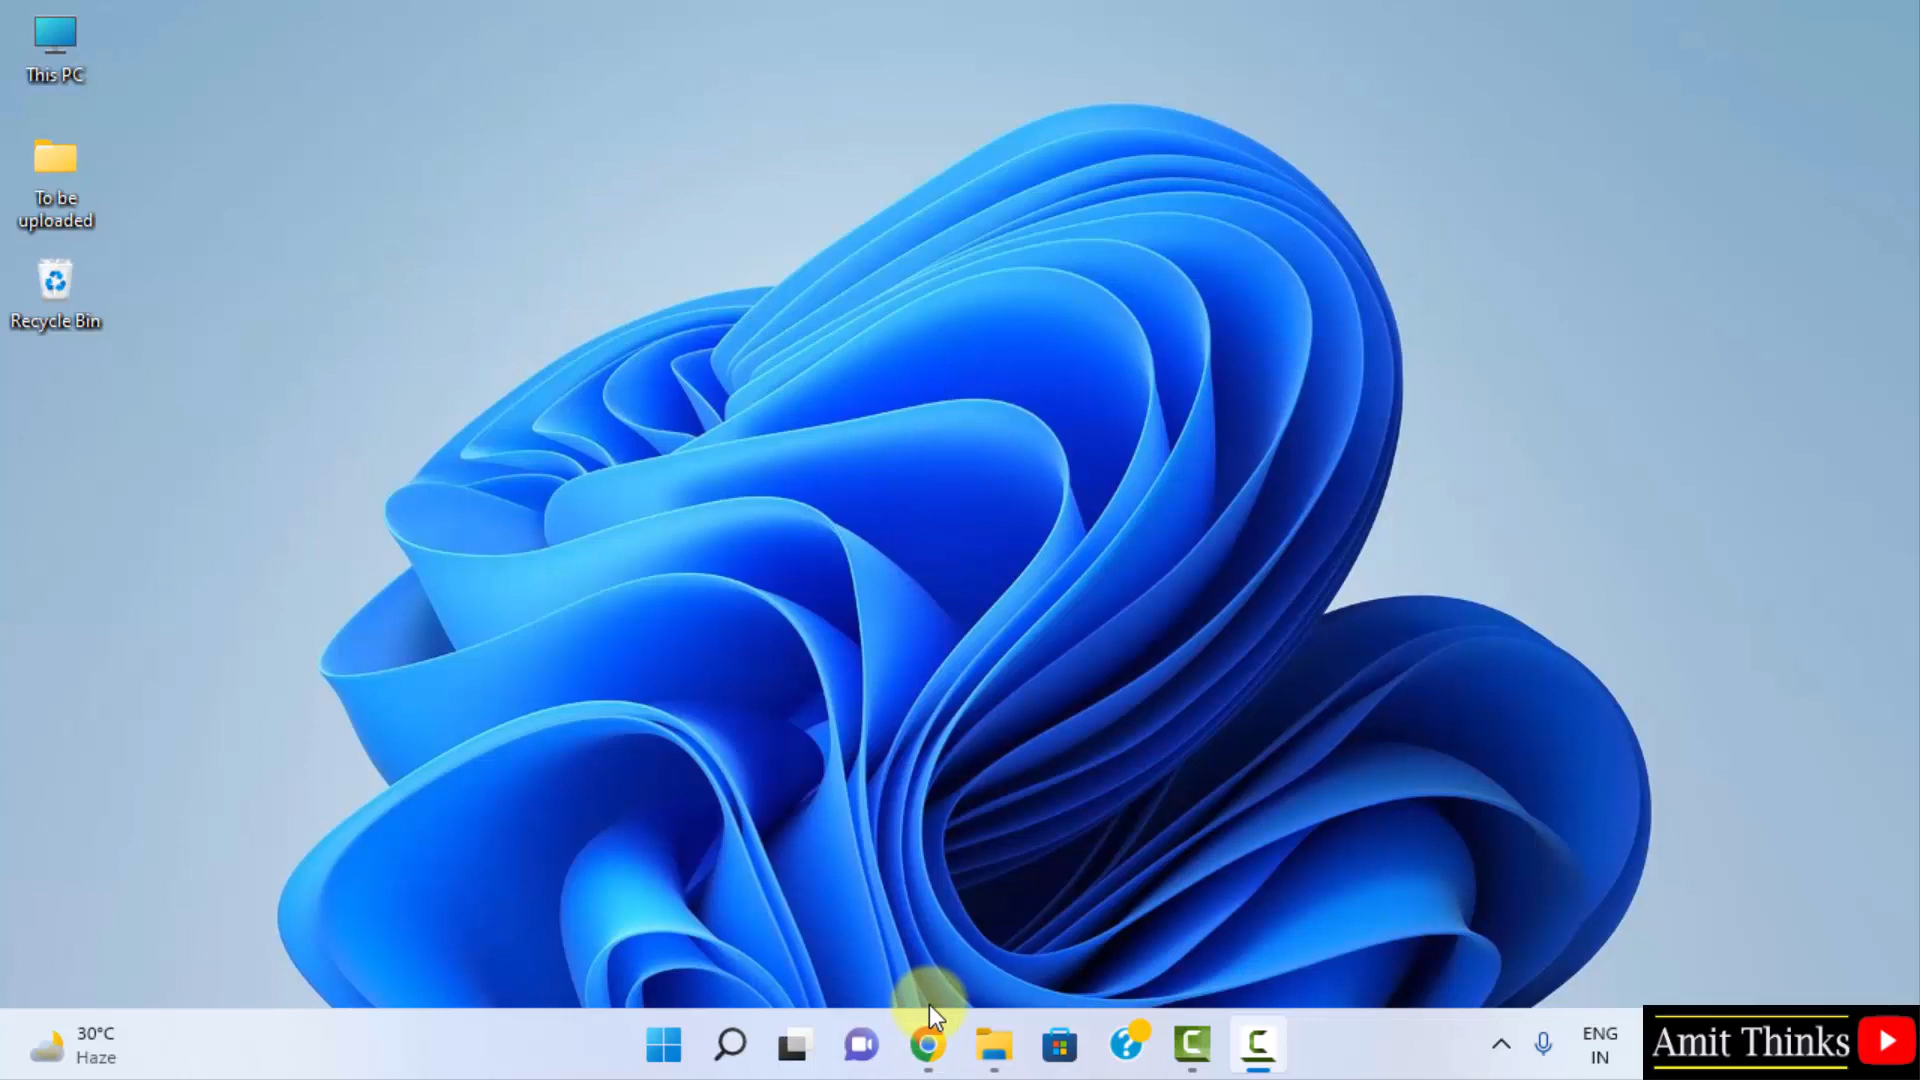 This PC
To be
uploaded
Recycle Bin
30°C
Haze
ENG
IN
Amit Thinks